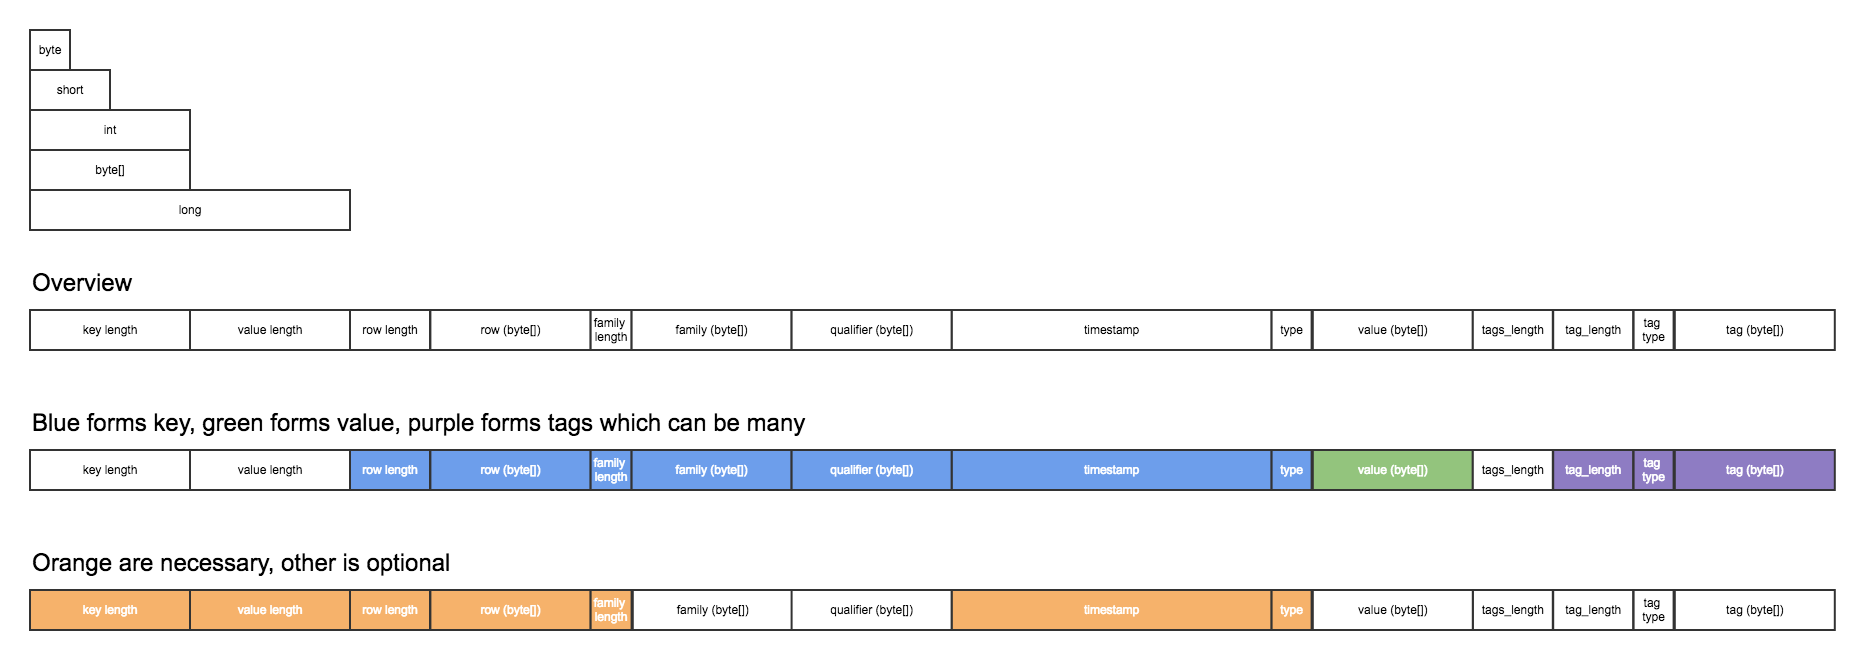 byte
short
int
byte[]
long
Overview
key length value length row length row (byte[]) family length family (byte[]) qualifier (byte[]) timestamp type value (byte[]) tags_length tag_length tag type tag (byte[])
Blue forms key, green forms value, purple forms tags which can be many
key length value length row length row (byte[]) family length family (byte[]) qualifier (byte[]) timestamp type value (byte[]) tags_length tag_length tag type tag (byte[])
Orange are necessary, other is optional
key length value length row length row (byte[]) family length family (byte[]) qualifier (byte[]) timestamp type value (byte[]) tags_length tag_length tag type tag (byte[])